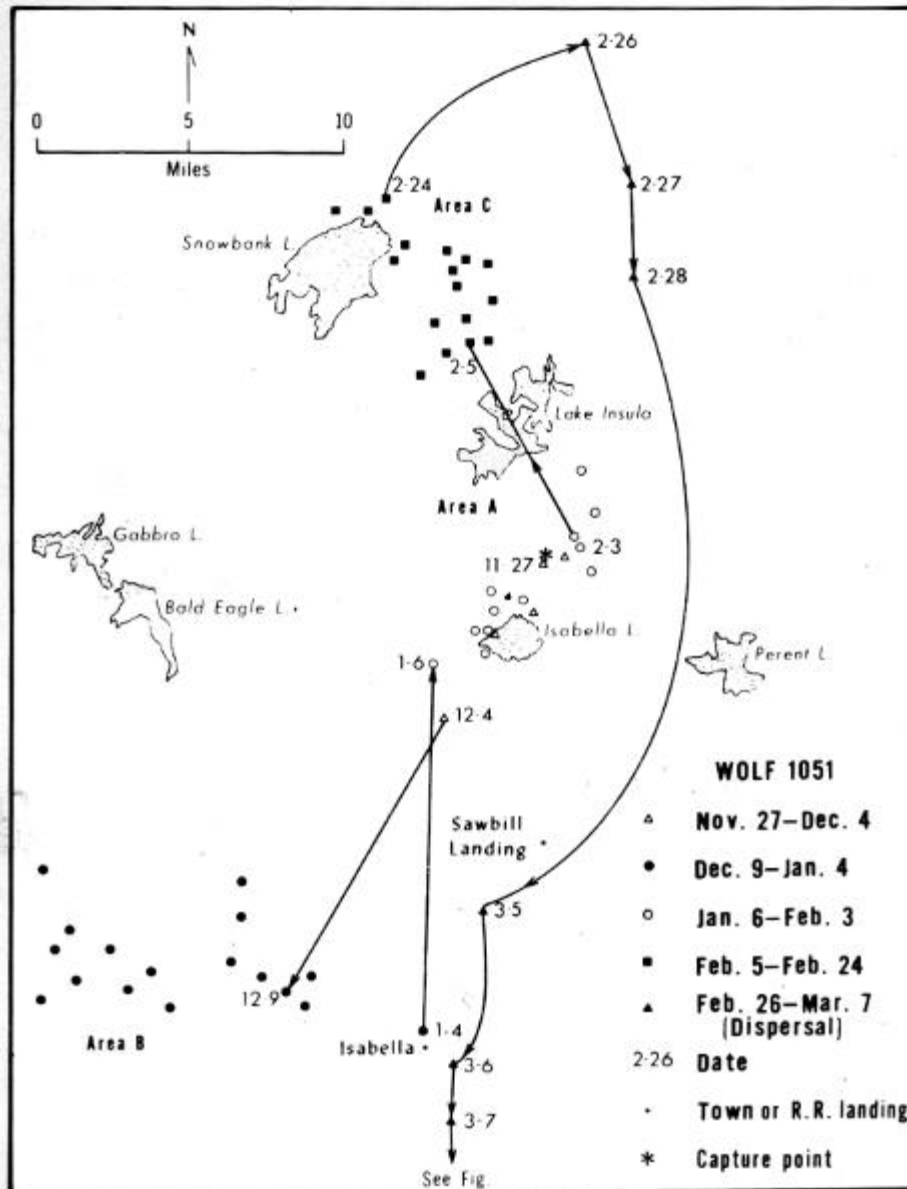 N
2-26
0 5 10
Miles
2-27
2-24
Area C
Snowbank L.
2-28
2-5
Lake Insula
Area A
Gabbro L.
2-3
11 27
Bald Eagle L.
Isabella L.
Perent L.
1-6
12-4
WOLF 1051
Nov. 27–Dec. 4
Sawbill
Landing
Dec. 9–Jan. 4
3-5
Jan. 6–Feb. 3
Feb. 5–Feb. 24
12-9
Feb. 26–Mar. 7
(Dispersal)
1-4
Area B
Isabella
3-6
2-26 Date
3-7
Town or R.R. landing
Capture point
See Fig.